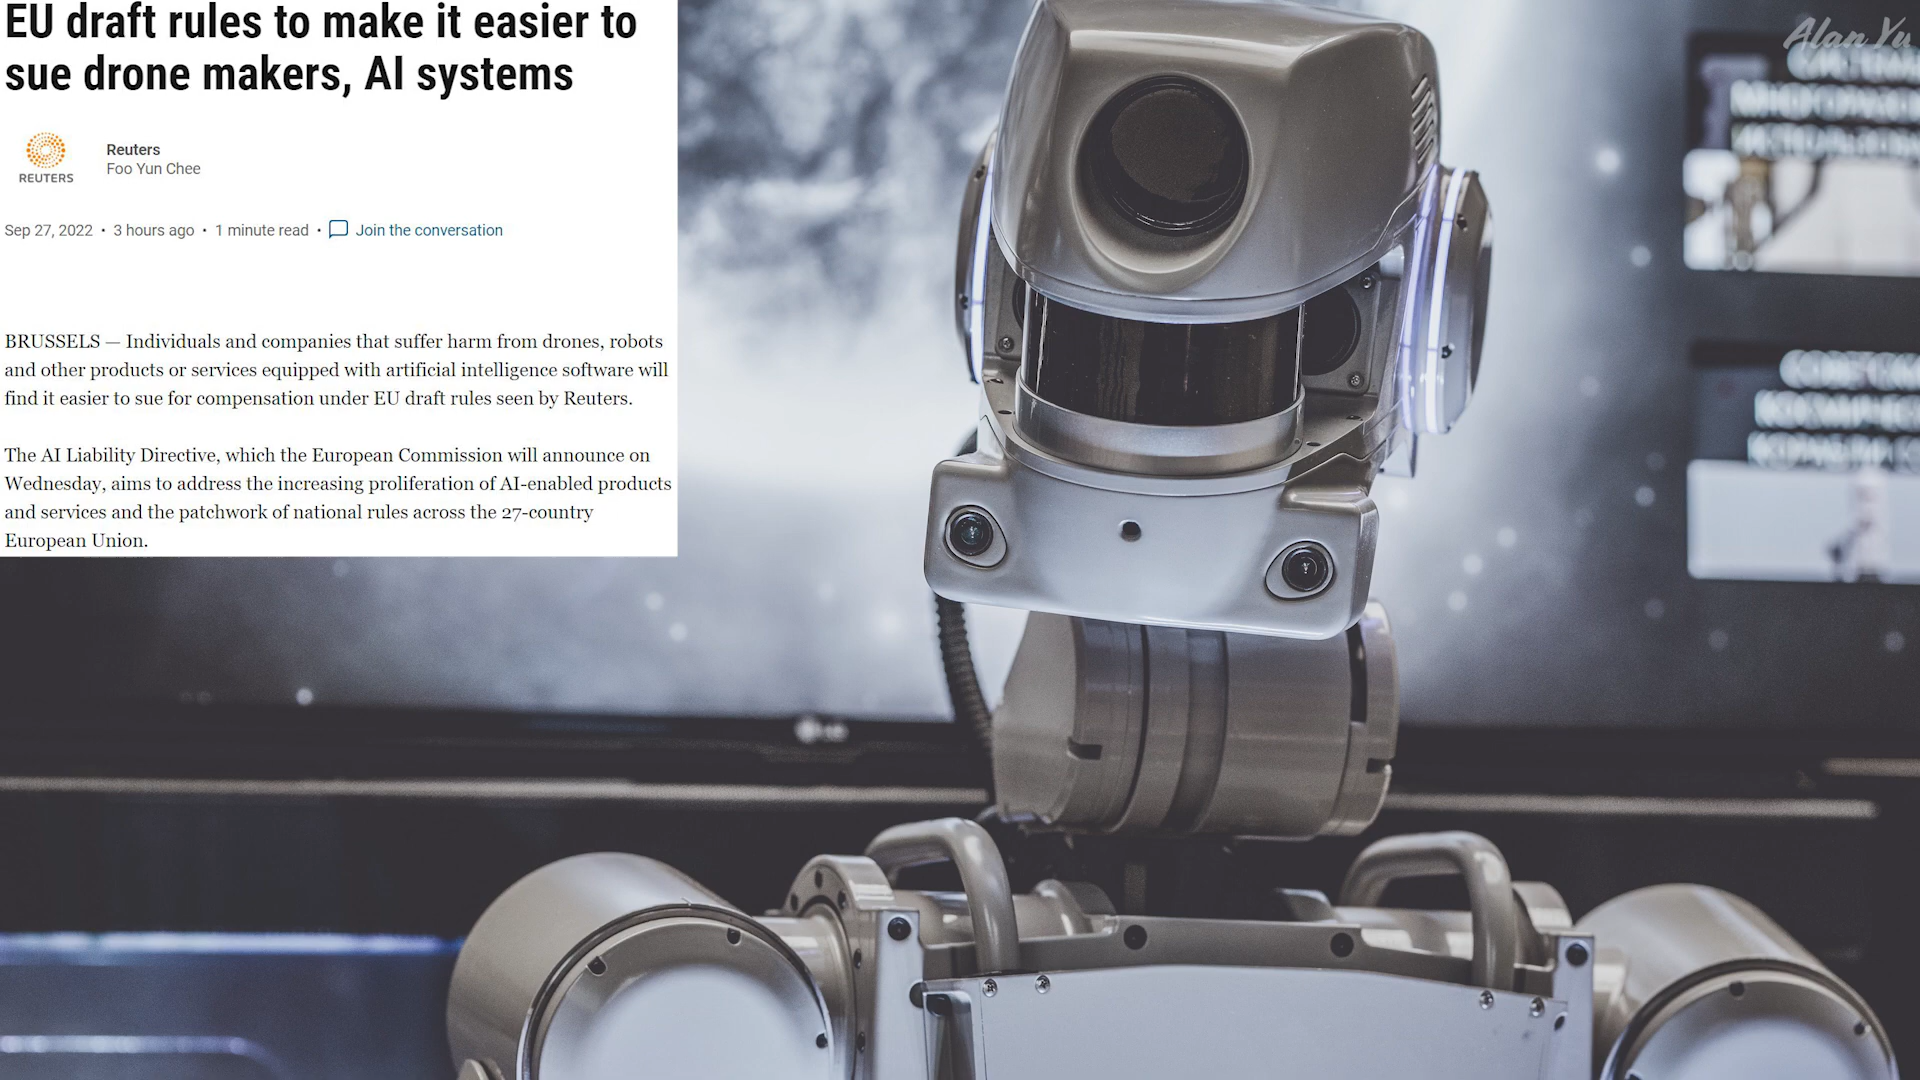 EU draft rules to make it easier to
sue drone makers, AI systems
Reuters
Foo Yun Chee
REUTERS
Sep 27, 2022 • 3 hours ago • 1 minute read • Join the conversation
BRUSSELS — Individuals and companies that suffer harm from drones, robots
and other products or services equipped with artificial intelligence software will
find it easier to sue for compensation under EU draft rules seen by Reuters.
The AI Liability Directive, which the European Commission will announce on
Wednesday, aims to address the increasing proliferation of AI-enabled products
and services and the patchwork of national rules across the 27-country
European Union.
Alan Yu
LG